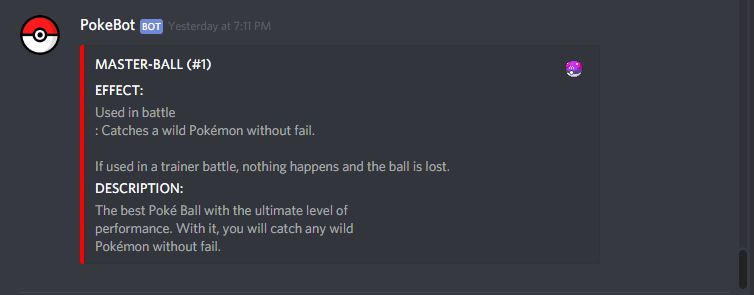 PokeBot BOT Yesterday at 7:11 PM
MASTER-BALL (#1)
EFFECT:
Used in battle
: Catches a wild Pokémon without fail.
If used in a trainer battle, nothing happens and the ball is lost.
DESCRIPTION:
The best Poké Ball with the ultimate level of
performance. With it, you will catch any wild
Pokémon without fail.